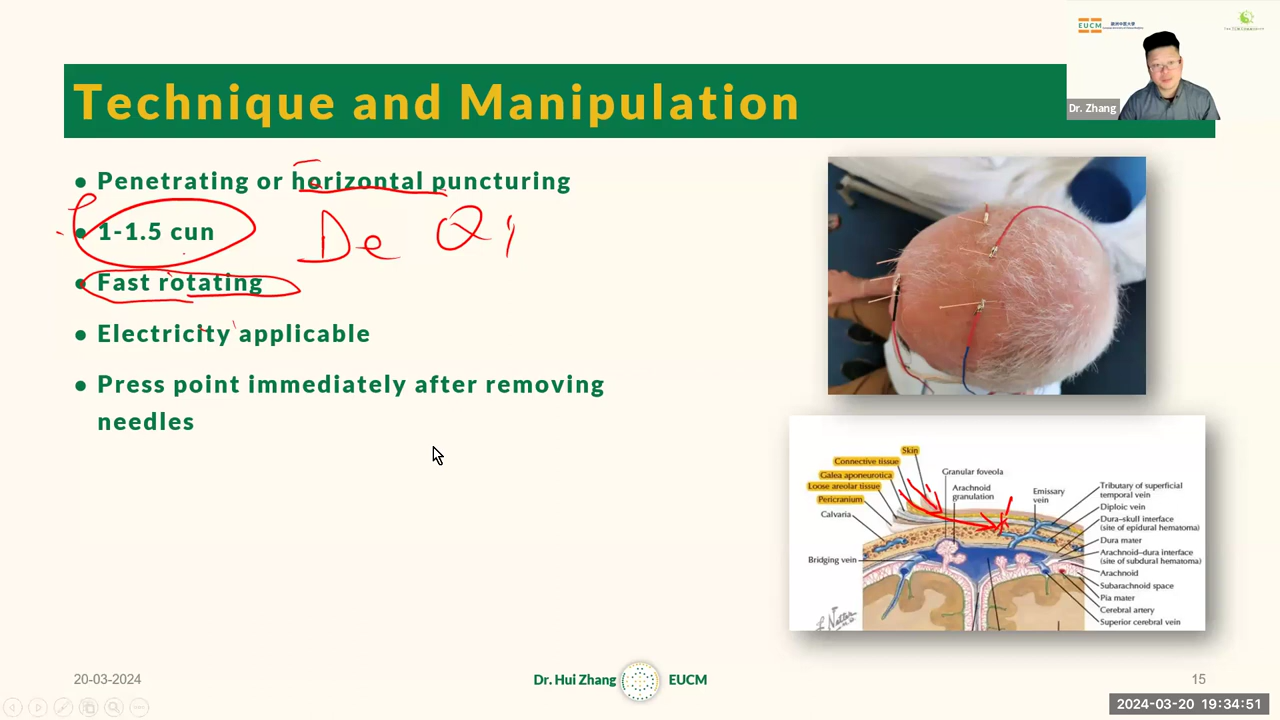 EUCM
Technique and Manipulation
Dr. Zhang
• Penetrating or horizontal puncturing
• 1-1.5 cun
De Qi
• Fast rotating
• Electricity applicable
• Press point immediately after removing
needles
Skin
Connective tissue
Galea aponeurotica
Loose areolar tissue
Pericranium
Calvaria
Bridging vein
Granular foveola
Arachnoid
granulation
Emissary
vein
Tributary of superficial
temporal vein
Diploic vein
Dura–skull interface
(site of epidural hematoma)
Dura mater
Arachnoid–dura interface
(site of subdural hematoma)
Arachnoid
Subarachnoid space
Pia mater
Cerebral artery
Superior cerebral vein
20-03-2024
Dr. Hui Zhang
EUCM
15
2024-03-20 19:34:51